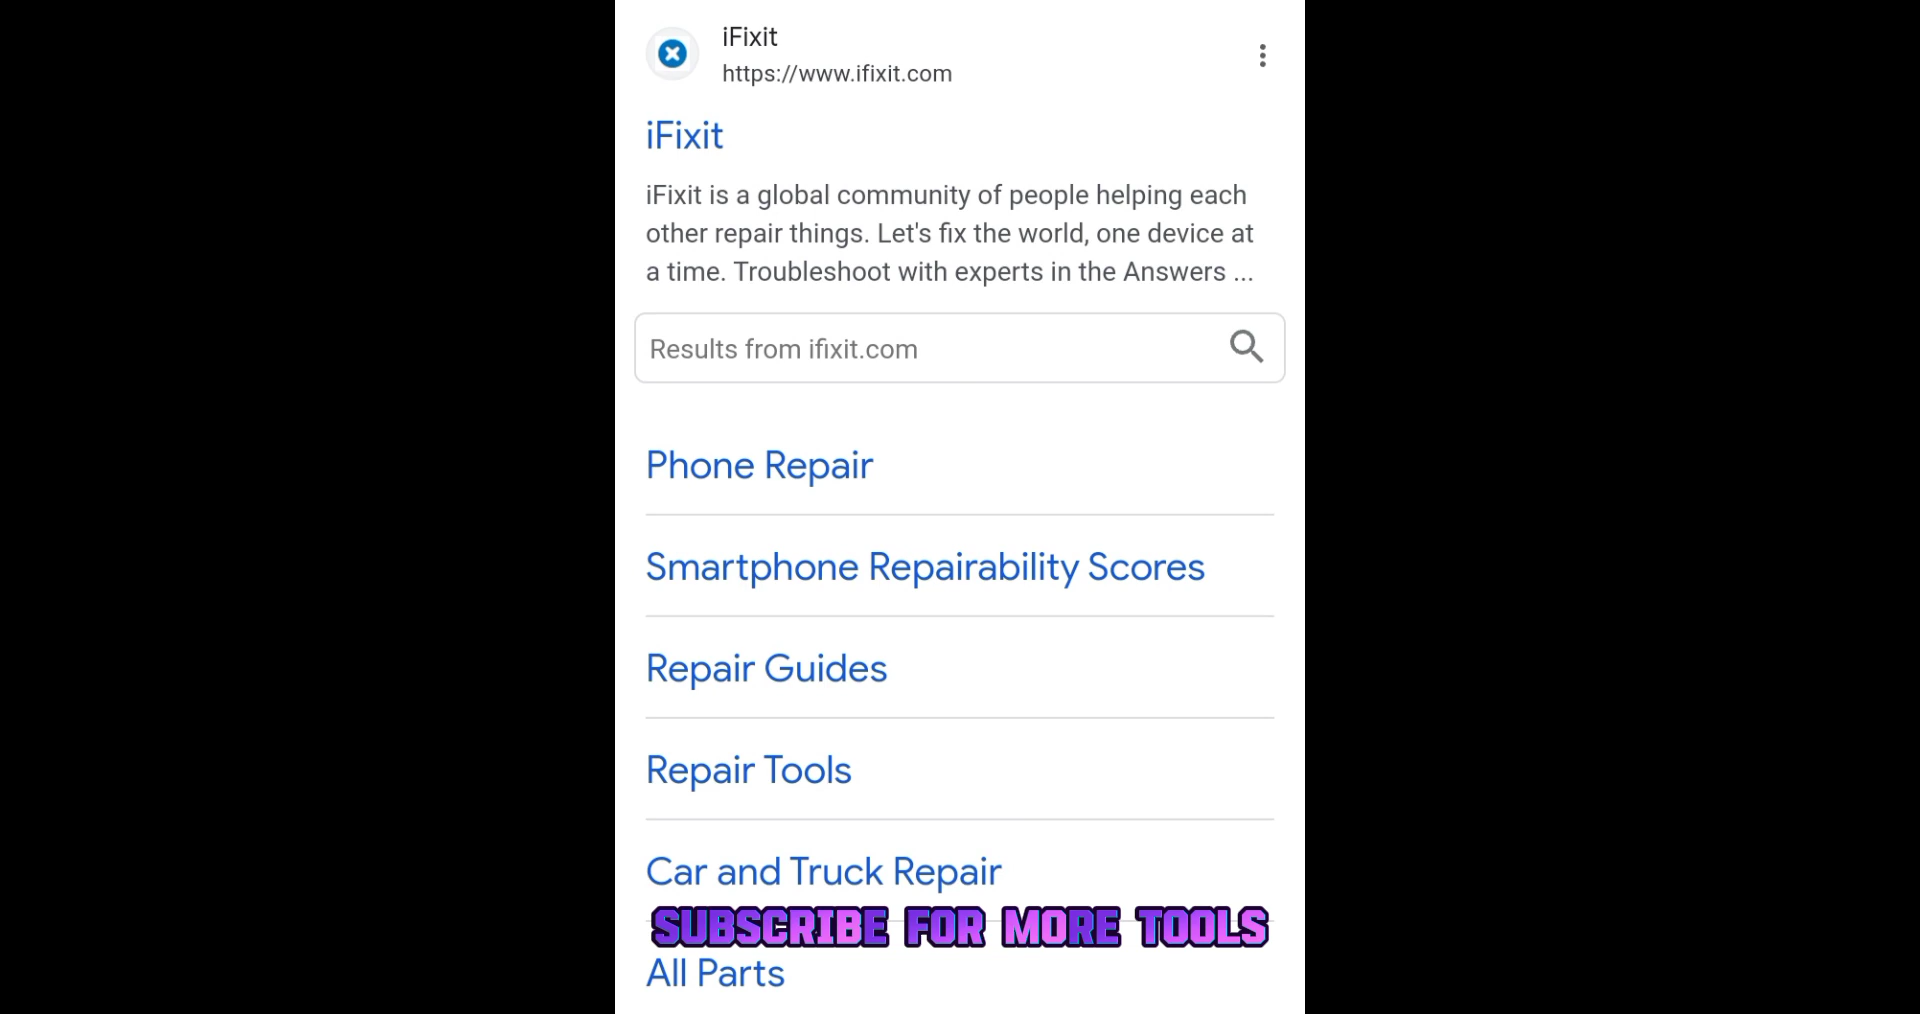 iFixit
https://www.ifixit.com
iFixit
iFixit is a global community of people helping each
other repair things. Let's fix the world, one device at
a time. Troubleshoot with experts in the Answers ...
Results from ifixit.com
Phone Repair
Smartphone Repairability Scores
Repair Guides
Repair Tools
Car and Truck Repair
SUBSCRIBE FOR MORE TOOLS
All Parts